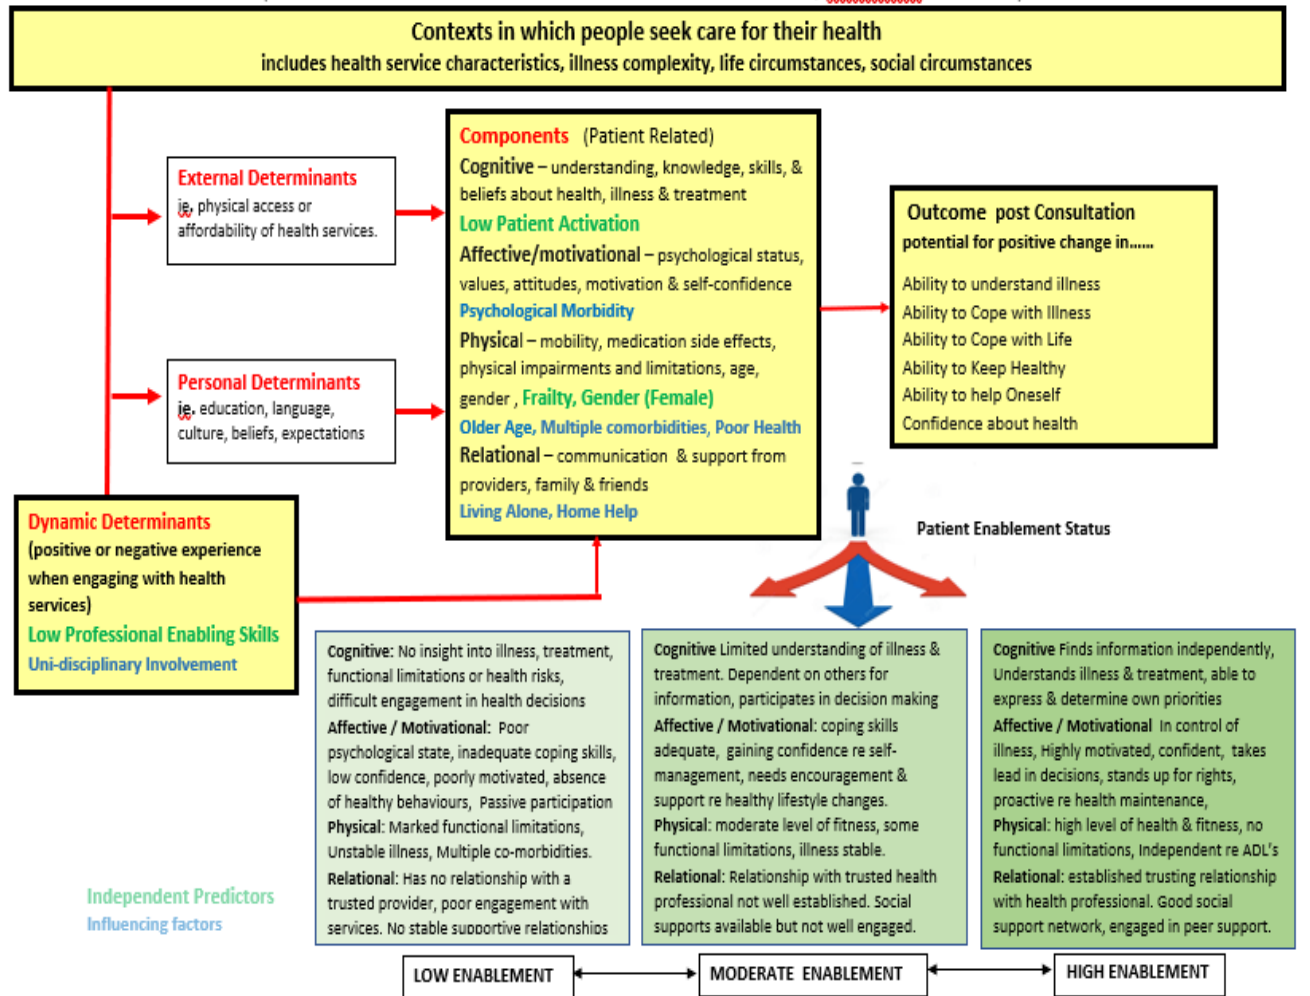 Contexts in which people seek care for their health
includes health service characteristics, illness complexity, life circumstances, social circumstances
External Determinants
ie. physical access or
affordability of health services.
Personal Determinants
ie. education, language,
culture, beliefs, expectations
Dynamic Determinants
(positive or negative experience
when engaging with health
services)
Low Professional Enabling Skills
Uni-disciplinary Involvement
Components (Patient Related)
Cognitive – understanding, knowledge, skills, &
beliefs about health, illness & treatment
Low Patient Activation
Affective/motivational – psychological status,
values, attitudes, motivation & self-confidence
Psychological Morbidity
Physical – mobility, medication side effects,
physical impairments and limitations, age,
gender , Frailty, Gender (Female)
Older Age, Multiple comorbidities, Poor Health
Relational – communication & support from
providers, family & friends
Living Alone, Home Help
Outcome post Consultation
potential for positive change in......
Ability to understand illness
Ability to Cope with Illness
Ability to Cope with Life
Ability to Keep Healthy
Ability to help Oneself
Confidence about health
Patient Enablement Status
Cognitive: No insight into illness, treatment,
functional limitations or health risks,
difficult engagement in health decisions
Affective / Motivational: Poor
psychological state, inadequate coping skills,
low confidence, poorly motivated, absence
of healthy behaviours, Passive participation
Physical: Marked functional limitations,
Unstable illness, Multiple co-morbidities.
Relational: Has no relationship with a
trusted provider, poor engagement with
services. No stable supportive relationships
Cognitive Limited understanding of illness &
treatment. Dependent on others for
information, participates in decision making
Affective / Motivational: coping skills
adequate, gaining confidence re self-
management, needs encouragement &
support re healthy lifestyle changes.
Physical: moderate level of fitness, some
functional limitations, illness stable.
Relational: Relationship with trusted health
professional not well established. Social
supports available but not well engaged.
Cognitive Finds information independently,
Understands illness & treatment, able to
express & determine own priorities
Affective / Motivational In control of
illness, Highly motivated, confident, takes
lead in decisions, stands up for rights,
proactive re health maintenance,
Physical: high level of health & fitness, no
functional limitations, Independent re ADL's
Relational: established trusting relationship
with health professional. Good social
support network, engaged in peer support.
Independent Predictors
Influencing factors
LOW ENABLEMENT
MODERATE ENABLEMENT
HIGH ENABLEMENT